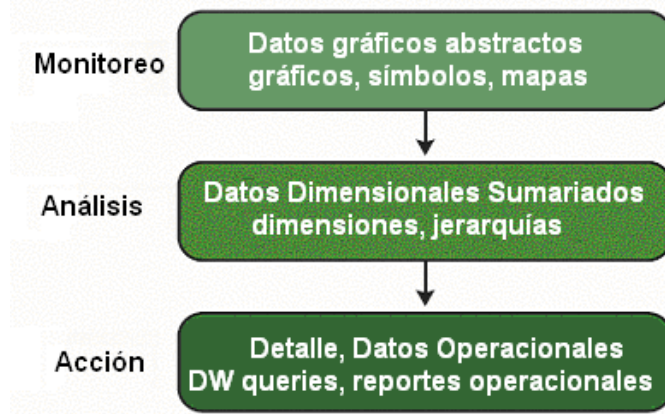 Monitoreo
Datos gráficos abstractos
gráficos, símbolos, mapas
Análisis
Datos Dimensionales Sumariados
dimensiones, jerarquías
Acción
Detalle, Datos Operacionales
DW queries, reportes operacionales